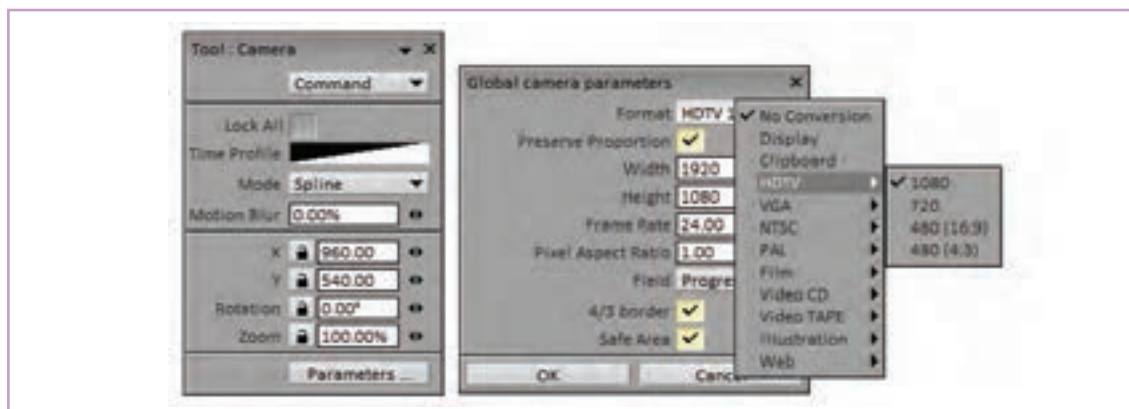 Tool : Camera
Command
Lock All
Time Profile
Mode Spline
Motion Blur 0.00%
X 960.00
Y 540.00
Rotation 0.00°
Zoom 100.00%
Parameters ...
Global camera parameters
Format HDTV 1
Preserve Proportion
Width 1920
Height 1080
Frame Rate 24.00
Pixel Aspect Ratio 1.00
Field Progre
4/3 border
Safe Area
OK Cancel
No Conversion
Display
Clipboard
HDTV
VGA
NTSC
PAL
Film
Video CD
Video TAPE
Illustration
Web
1080
720
480 (16:9)
480 (4:3)